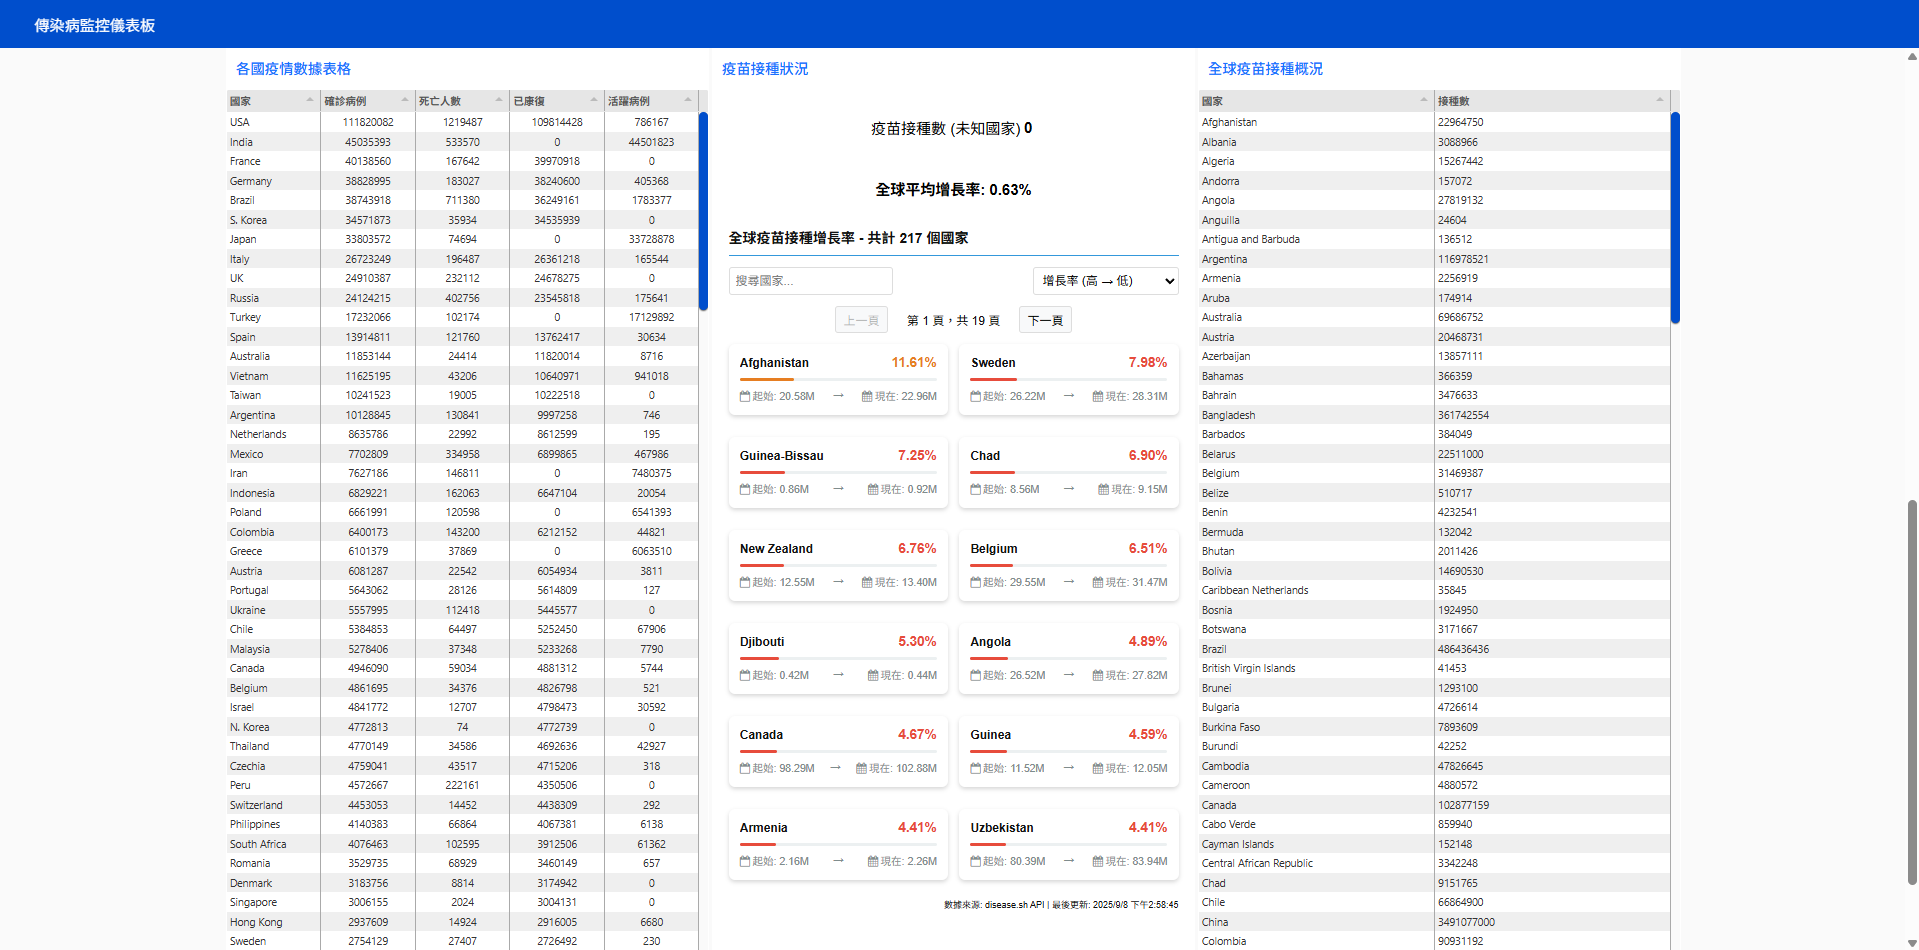 傳染病監控儀表板
各國疫情數據表格
國家 確診病例 死亡人數 已康復 活躍病例
USA 111820082 1219487 109814428 786167
India 45035393 533570 0 44501823
France 40138560 167642 39970918 0
Germany 38828995 183027 38240600 405368
Brazil 38743918 711380 36249161 1783377
S. Korea 34571873 35934 34535939 0
Japan 33803572 74694 0 33728878
Italy 26723249 196487 26361218 165544
UK 24910387 232112 24678275 0
Russia 24124215 402756 23545818 175641
Turkey 17232066 102174 0 17129892
Spain 13914811 121760 13762417 30634
Australia 11853144 24414 11820014 8716
Vietnam 11625195 43206 10640971 941018
Taiwan 10241523 19005 10222518 0
Argentina 10128845 130841 9997258 746
Netherlands 8635786 22992 8612599 195
Mexico 7702809 334958 6899865 467986
Iran 7627186 146811 0 7480375
Indonesia 6829221 162063 6647104 20054
Poland 6661991 120598 0 6541393
Colombia 6400173 143200 6212152 44821
Greece 6101379 37869 0 6063510
Austria 6081287 22542 6054934 3811
Portugal 5643062 28126 5614809 127
Ukraine 5557995 112418 5445577 0
Chile 5384853 64497 5252450 67906
Malaysia 5278406 37348 5233268 7790
Canada 4946090 59034 4881312 5744
Belgium 4861695 34376 4826798 521
Israel 4841772 12707 4798473 30592
N. Korea 4772813 74 4772739 0
Thailand 4770149 34586 4692636 42927
Czechia 4759041 43517 4715206 318
Peru 4572667 222161 4350506 0
Switzerland 4453053 14452 4438309 292
Philippines 4140383 66864 4067381 6138
South Africa 4076463 102595 3912506 61362
Romania 3529735 68929 3460149 657
Denmark 3183756 8814 3174942 0
Singapore 3006155 2024 3004131 0
Hong Kong 2937609 14924 2916005 6680
Sweden 2754129 27407 2726492 230
疫苗接種狀況
疫苗接種數 (未知國家) 0
全球平均增長率: 0.63%
全球疫苗接種增長率 - 共計 217 個國家
搜尋國家... 增長率 (高 → 低)
上一頁 第 1 頁，共 19 頁 下一頁
Afghanistan 11.61% Sweden 7.98%
起始: 20.58M → 現在: 22.96M 起始: 26.22M → 現在: 28.31M
Guinea-Bissau 7.25% Chad 6.90%
起始: 0.86M → 現在: 0.92M 起始: 8.56M → 現在: 9.15M
New Zealand 6.76% Belgium 6.51%
起始: 12.55M → 現在: 13.40M 起始: 29.55M → 現在: 31.47M
Djibouti 5.30% Angola 4.89%
起始: 0.42M → 現在: 0.44M 起始: 26.52M → 現在: 27.82M
Canada 4.67% Guinea 4.59%
起始: 98.29M → 現在: 102.88M 起始: 11.52M → 現在: 12.05M
Armenia 4.41% Uzbekistan 4.41%
起始: 2.16M → 現在: 2.26M 起始: 80.39M → 現在: 83.94M
數據來源: disease.sh API | 最後更新: 2025/9/8 下午2:58:45
全球疫苗接種概況
國家 接種數
Afghanistan 22964750
Albania 3088966
Algeria 15267442
Andorra 157072
Angola 27819132
Anguilla 24604
Antigua and Barbuda 136512
Argentina 116978521
Armenia 2256919
Aruba 174914
Australia 69686752
Austria 20468731
Azerbaijan 13857111
Bahamas 366359
Bahrain 3476633
Bangladesh 361742554
Barbados 384049
Belarus 22511000
Belgium 31469387
Belize 510717
Benin 4232541
Bermuda 132042
Bhutan 2011426
Bolivia 14690530
Caribbean Netherlands 35845
Bosnia 1924950
Botswana 3171667
Brazil 486436436
British Virgin Islands 41453
Brunei 1293100
Bulgaria 4726614
Burkina Faso 7893609
Burundi 42252
Cambodia 47826645
Cameroon 4880572
Canada 102877159
Cabo Verde 859940
Cayman Islands 152148
Central African Republic 3342248
Chad 9151765
Chile 66864900
China 3491077000
Colombia 90931192